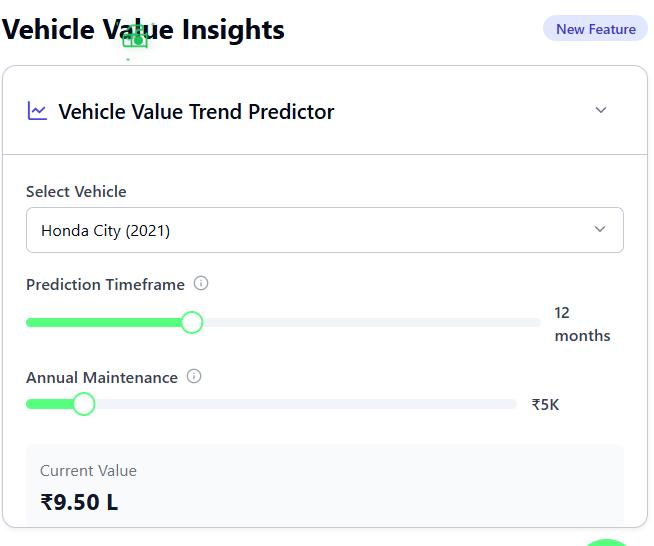 Vehicle Value Insights
New Feature
Vehicle Value Trend Predictor
Select Vehicle
Honda City (2021)
Prediction Timeframe
12
months
Annual Maintenance
₹5K
Current Value
₹9.50 L